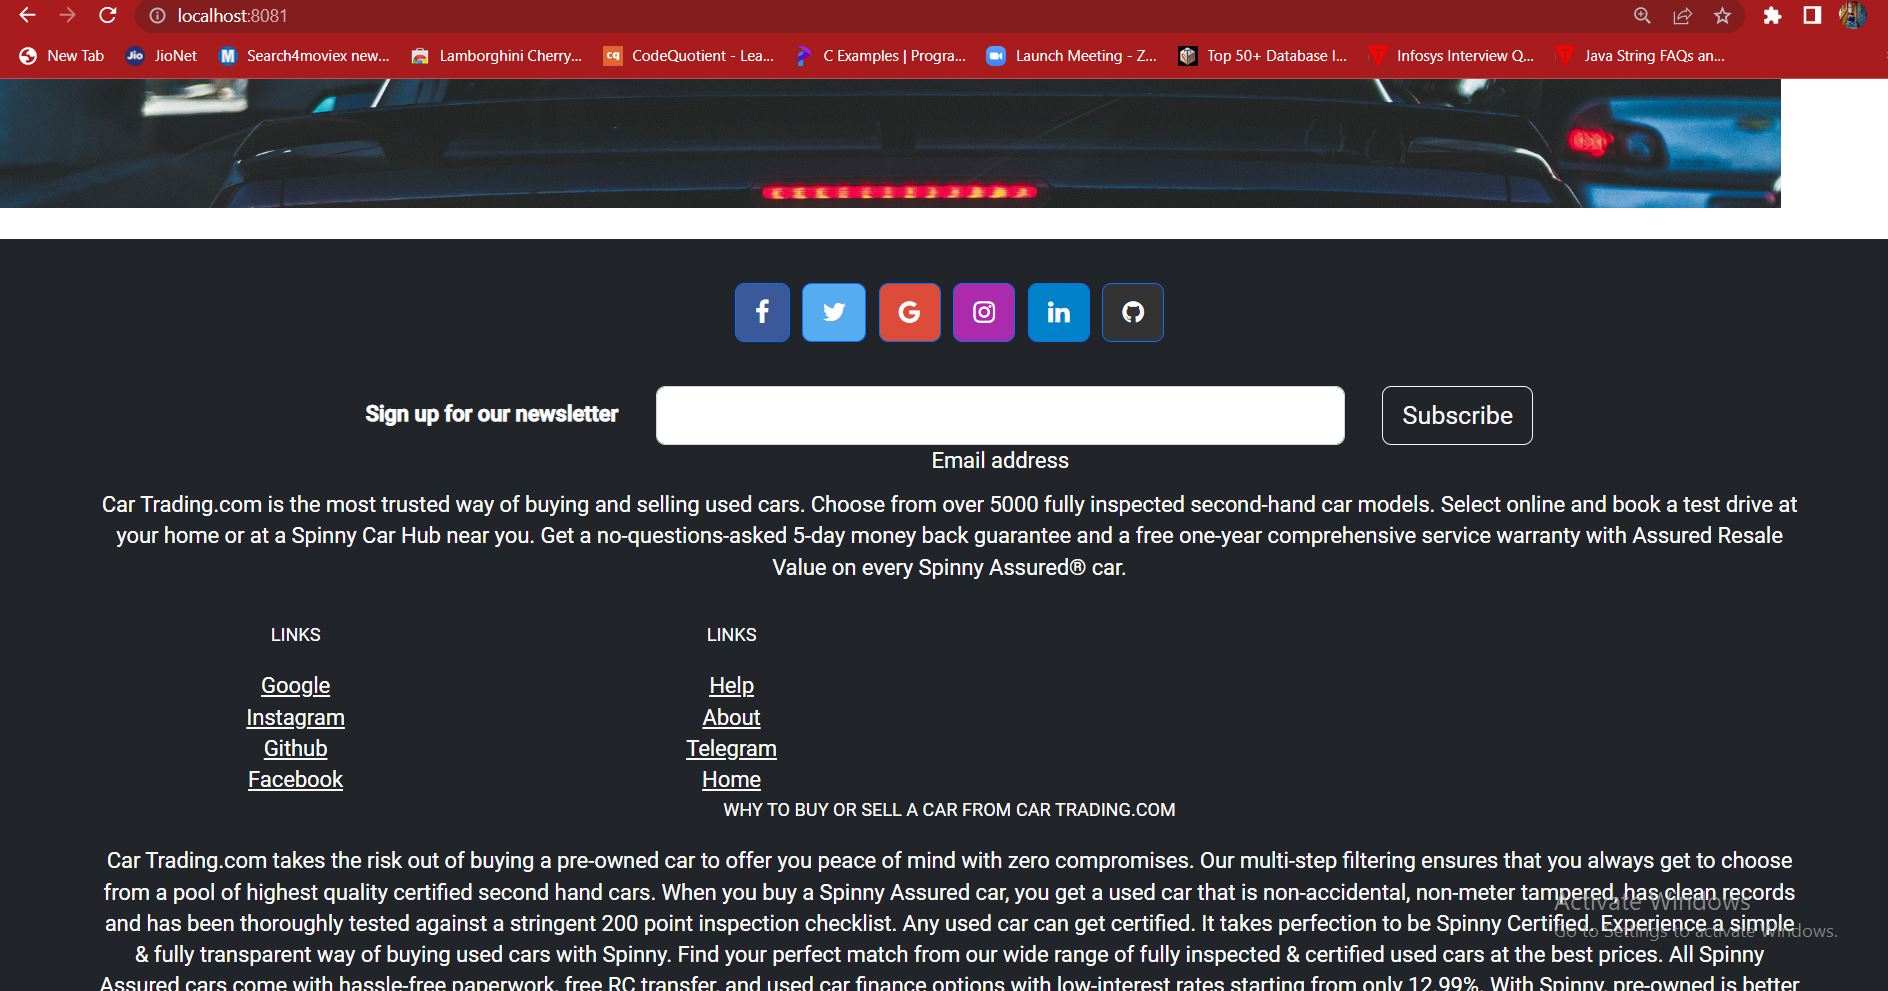 localhost:8081
New Tab JioNet Search4moviex new... Lamborghini Cherry... CodeQuotient - Lea... C Examples | Progra... Launch Meeting - Z... Top 50+ Database I... Infosys Interview Q... Java String FAQs an...
Sign up for our newsletter Subscribe
Email address
Car Trading.com is the most trusted way of buying and selling used cars. Choose from over 5000 fully inspected second-hand car models. Select online and book a test drive at
your home or at a Spinny Car Hub near you. Get a no-questions-asked 5-day money back guarantee and a free one-year comprehensive service warranty with Assured Resale
Value on every Spinny Assured® car.
LINKS
Google
Instagram
Github
Facebook
LINKS
Help
About
Telegram
Home
WHY TO BUY OR SELL A CAR FROM CAR TRADING.COM
Car Trading.com takes the risk out of buying a pre-owned car to offer you peace of mind with zero compromises. Our multi-step filtering ensures that you always get to choose
from a pool of highest quality certified second hand cars. When you buy a Spinny Assured car, you get a used car that is non-accidental, non-meter tampered, has clean records
and has been thoroughly tested against a stringent 200 point inspection checklist. Any used car can get certified. It takes perfection to be Spinny Certified. Experience a simple
& fully transparent way of buying used cars with Spinny. Find your perfect match from our wide range of fully inspected & certified used cars at the best prices. All Spinny
Assured cars come with hassle-free paperwork, free RC transfer, and used car finance options with low-interest rates starting from only 12.99%. With Spinny, pre-owned is better
Activate Windows
Go to Settings to activate Windows.